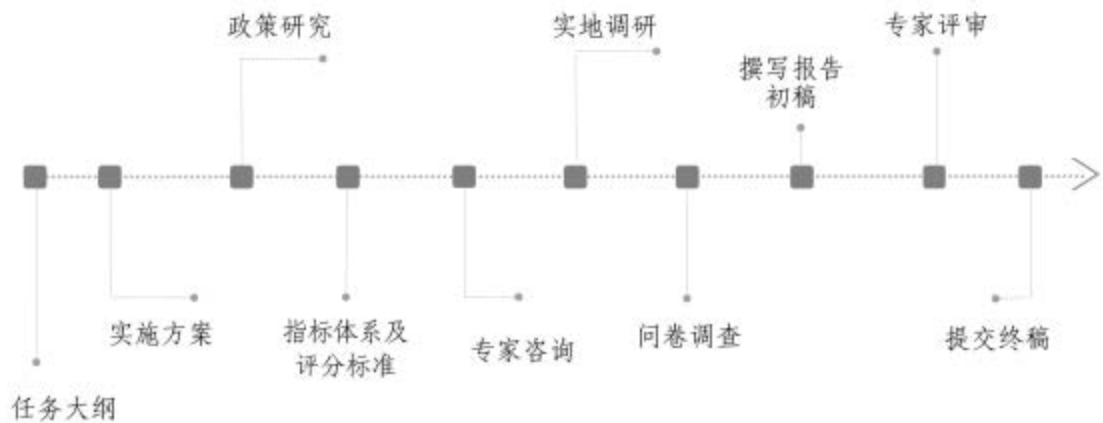 政策研究
实地调研
专家评审
撰写报告
初稿
实施方案
指标体系及
评分标准
专家咨询
问卷调查
提交终稿
任务大纲